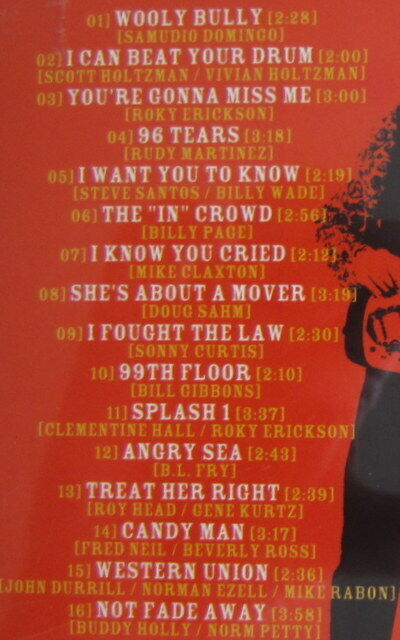 01] WOOLY BULLY [2:28]
[SAMUDIO DOMINGO]
02] I CAN BEAT YOUR DRUM [2:00]
[SCOTT HOLTZMAN / VIVIAN HOLTZMAN]
03] YOU'RE GONNA MISS ME [3:00]
[ROKY ERICKSON]
04] 96 TEARS [3:18]
[RUDY MARTINEZ]
05] I WANT YOU TO KNOW [2:19]
[STEVE SANTOS / BILLY WADE]
06] THE "IN" CROWD [2:56]
[BILLY PAGE]
07] I KNOW YOU CRIED [2:12]
[MIKE CLAXTON]
08] SHE'S ABOUT A MOVER [3:19]
[DOUG SAHM]
09] I FOUGHT THE LAW [2:30]
[SONNY CURTIS]
10] 99TH FLOOR [2:10]
[BILL GIBBONS]
11] SPLASH 1 [3:37]
[CLEMENTINE HALL / ROKY ERICKSON]
12] ANGRY SEA [2:43]
[B.L. FRY]
13] TREAT HER RIGHT [2:39]
[ROY HEAD / GENE KURTZ]
14] CANDY MAN [3:17]
[FRED NEIL / BEVERLY ROSS]
15] WESTERN UNION [2:36]
[JOHN DURRILL / NORMAN EZELL / MIKE RABON]
16] NOT FADE AWAY [3:58]
[BUDDY HOLLY / NORM PETTY]